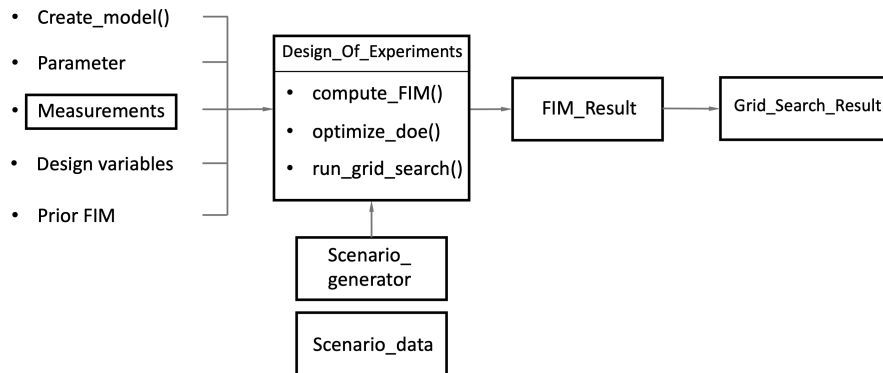 • Create_model()
• Parameter
• Measurements
• Design variables
• Prior FIM
Design_Of_Experiments
• compute_FIM()
• optimize_doe()
• run_grid_search()
FIM_Result
Grid_Search_Result
Scenario_
generator
Scenario_data